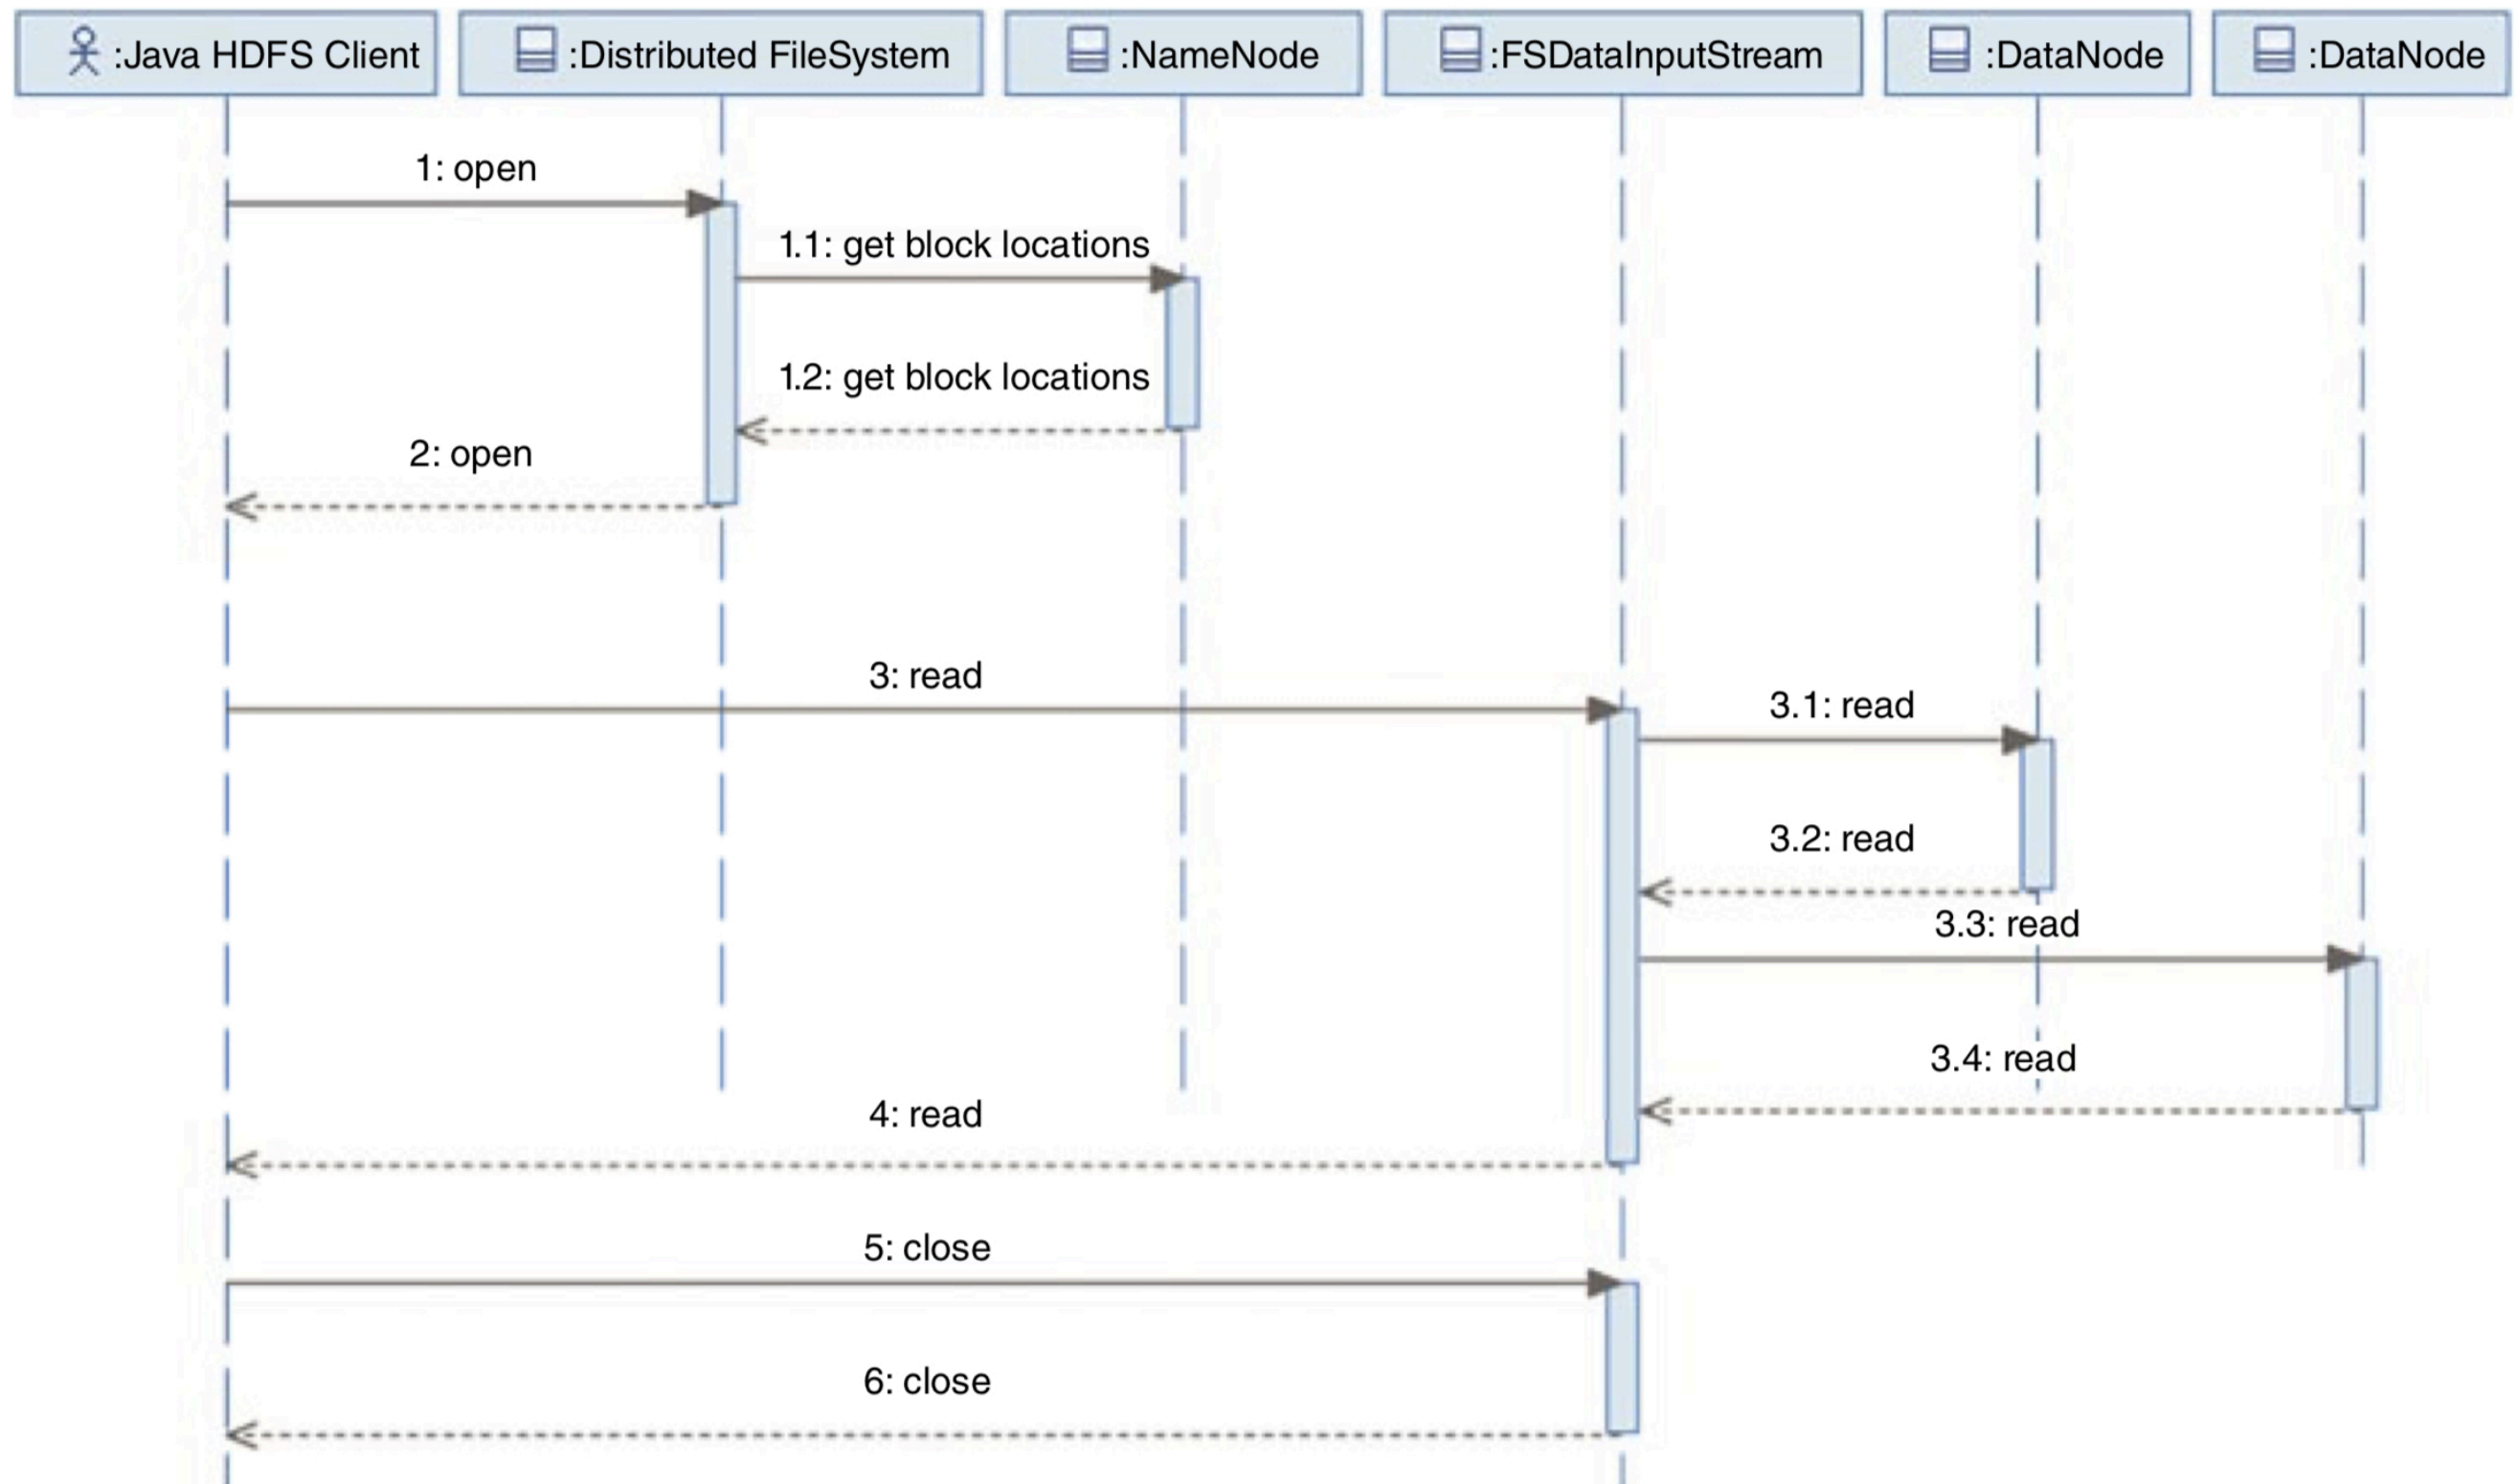 :Java HDFS Client
:Distributed FileSystem
:NameNode
:FSDataInputStream
:DataNode
:DataNode
1: open
1.1: get block locations
1.2: get block locations
2: open
3: read
3.1: read
3.2: read
3.3: read
3.4: read
4: read
5: close
6: close